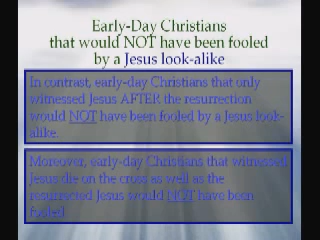 Early-Day Christians
that would NOT have been fooled
by a Jesus look-alike
In contrast, early-day Christians that only
witnessed Jesus AFTER the resurrection
would NOT have been fooled by a Jesus look-
alike.
Moreover, early-day Christians that witnessed
Jesus die on the cross as well as the
resurrected Jesus would NOT have been
fooled.